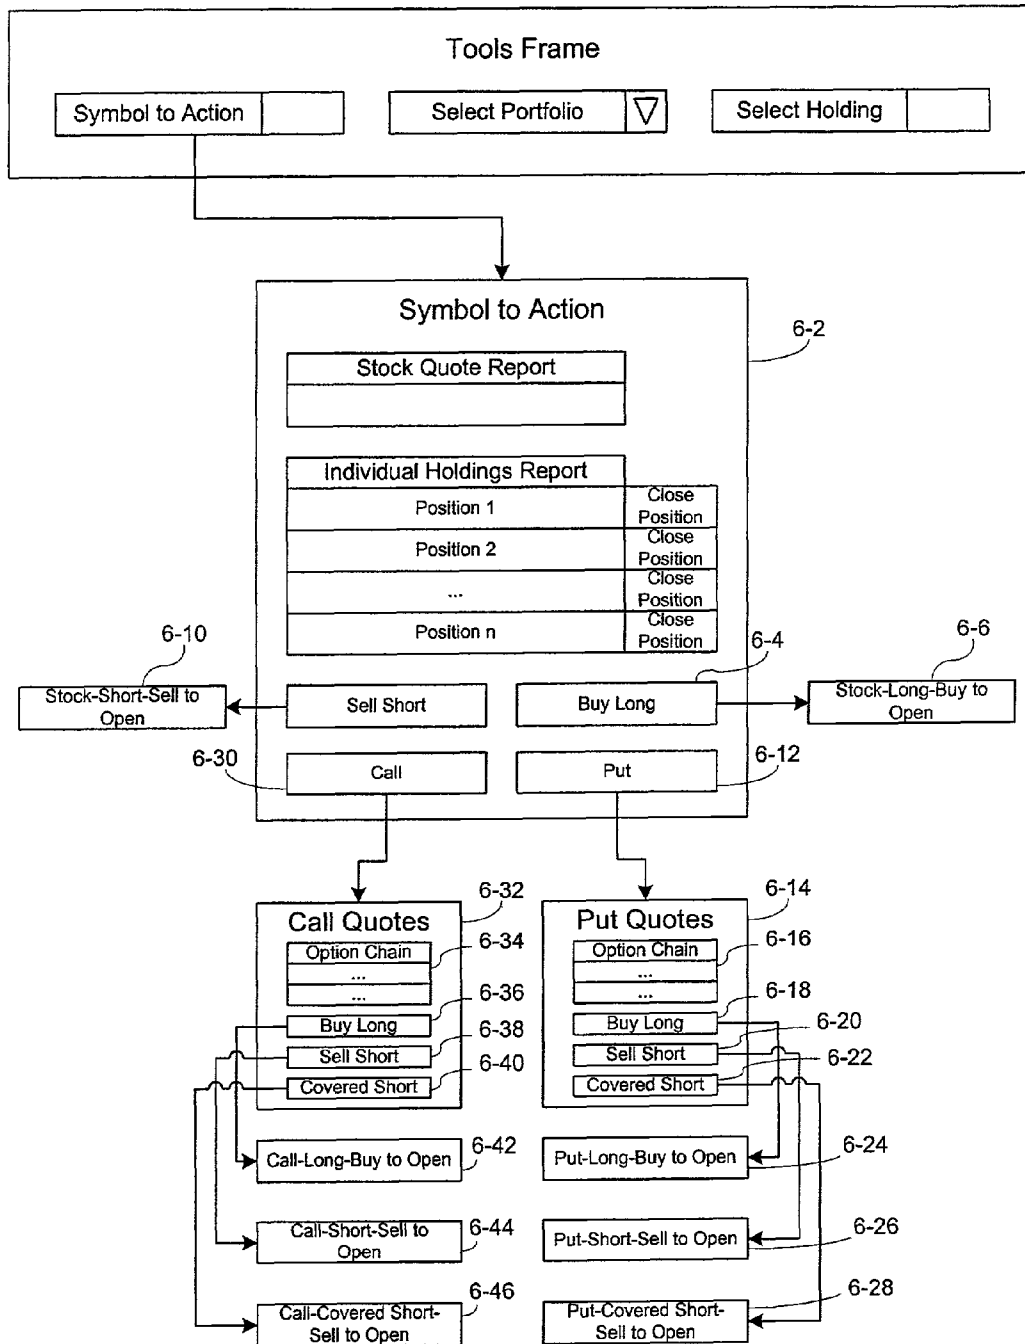 Tools Frame
Symbol to Action
Select Portfolio
Select Holding
Symbol to Action
6-2
Stock Quote Report
Individual Holdings Report
Position 1
Close
Position
Position 2
Close
Position
...
Close
Position
Position n
Close
Position
6-10
6-4
6-6
Stock-Short-Sell to
Open
Sell Short
Buy Long
Stock-Long-Buy to
Open
6-30
Call
Put
6-12
6-32
6-14
Call Quotes
Option Chain
...
...
6-34
6-36
Buy Long
6-38
Sell Short
6-40
Covered Short
Put Quotes
Option Chain
...
...
6-16
6-18
Buy Long
6-20
Sell Short
6-22
Covered Short
Call-Long-Buy to Open
6-42
Put-Long-Buy to Open
6-24
Call-Short-Sell to
Open
6-44
Put-Short-Sell to Open
6-26
6-46
Call-Covered Short-
Sell to Open
6-28
Put-Covered Short-
Sell to Open